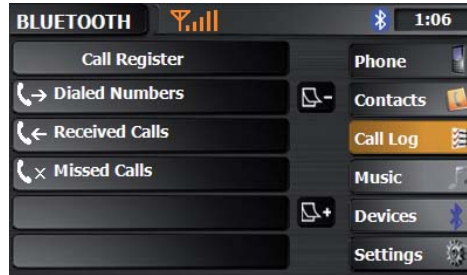 BLUETOOTH 1:06
Call Register
Dialed Numbers
Received Calls
Missed Calls
Phone
Contacts
Call Log
Music
Devices
Settings